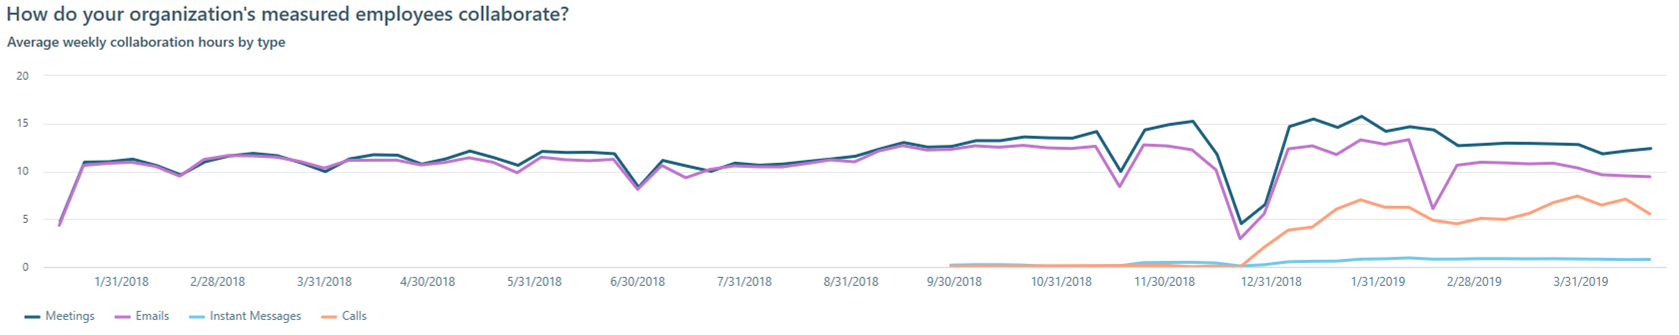 How do your organization's measured employees collaborate?
Average weekly collaboration hours by type
20
15
10
5
0
1/31/2018 2/28/2018 3/31/2018 4/30/2018 5/31/2018 6/30/2018 7/31/2018 8/31/2018 9/30/2018 10/31/2018 11/30/2018 12/31/2018 1/31/2019 2/28/2019 3/31/2019
Meetings Emails Instant Messages Calls